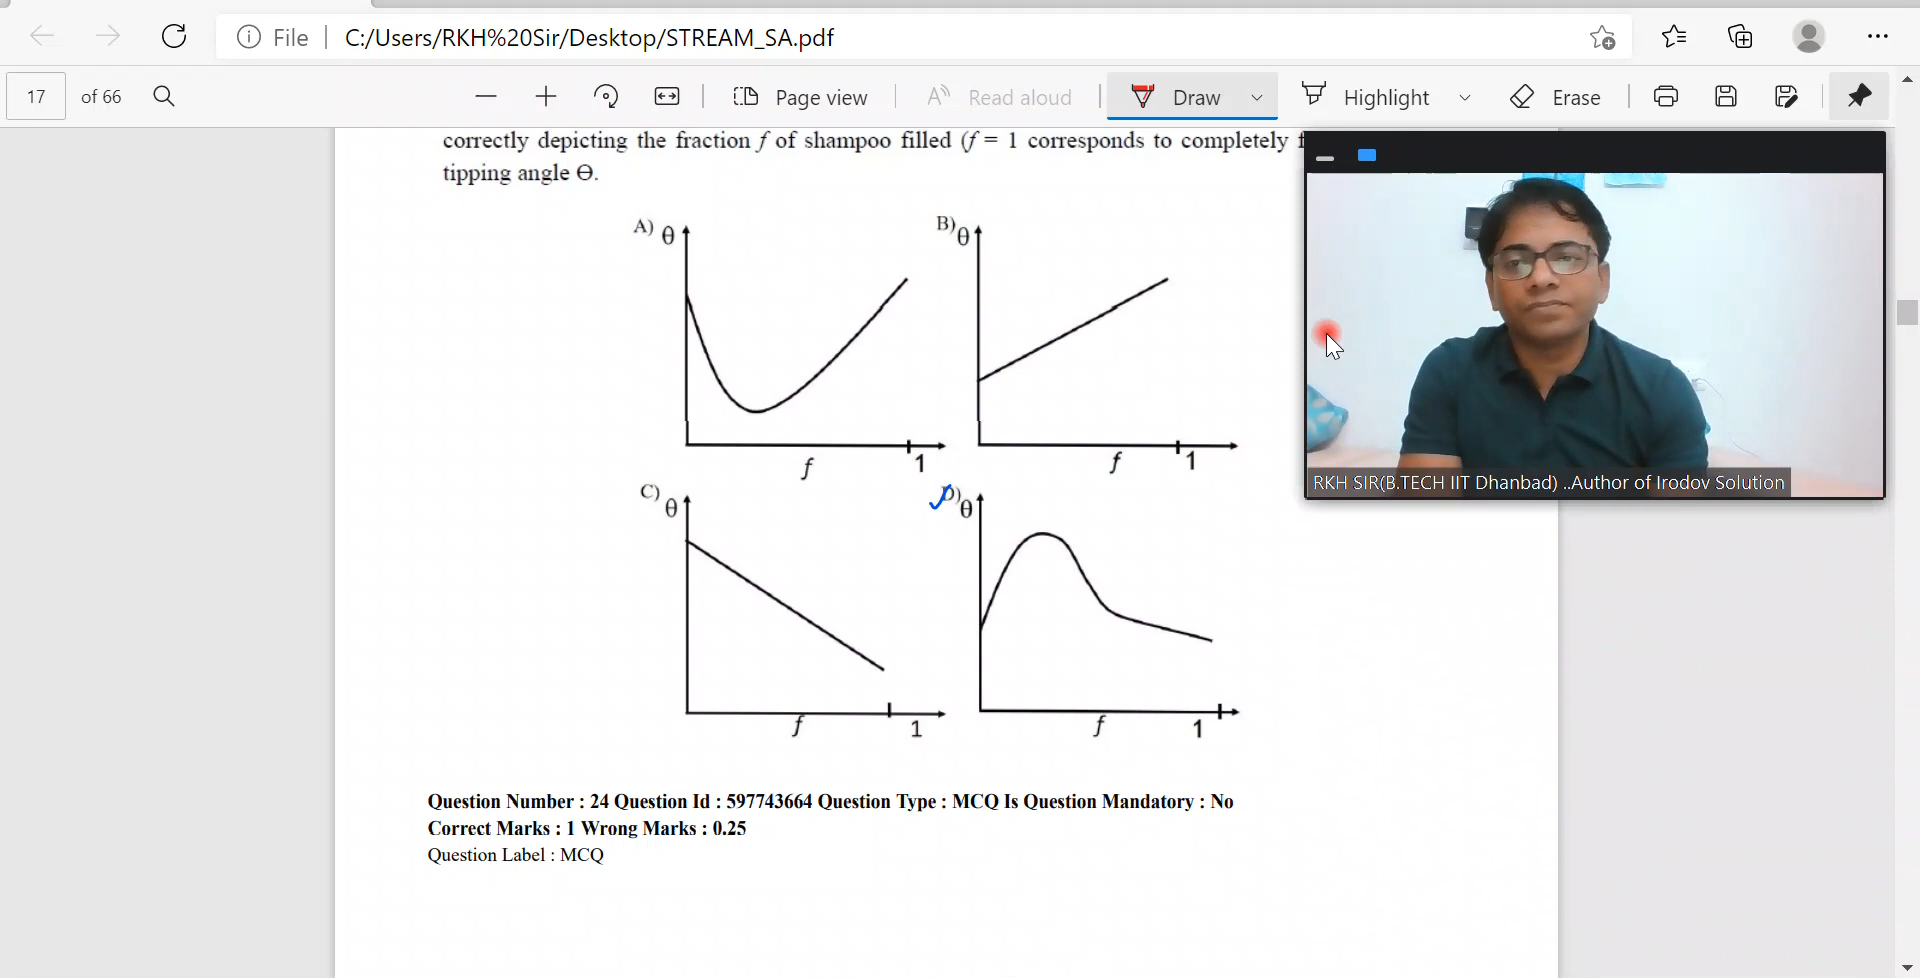 File | C:/Users/RKH%20Sir/Desktop/STREAM_SA.pdf
17 of 66 Page view Read aloud Draw Highlight Erase
correctly depicting the fraction f of shampoo filled (f = 1 corresponds to completely f
tipping angle Θ.
A) θ
B) θ
f 1
f 1
C) θ
D) θ
f 1
f 1
RKH SIR(B.TECH IIT Dhanbad) ..Author of Irodov Solution
Question Number : 24 Question Id : 597743664 Question Type : MCQ Is Question Mandatory : No
Correct Marks : 1 Wrong Marks : 0.25
Question Label : MCQ